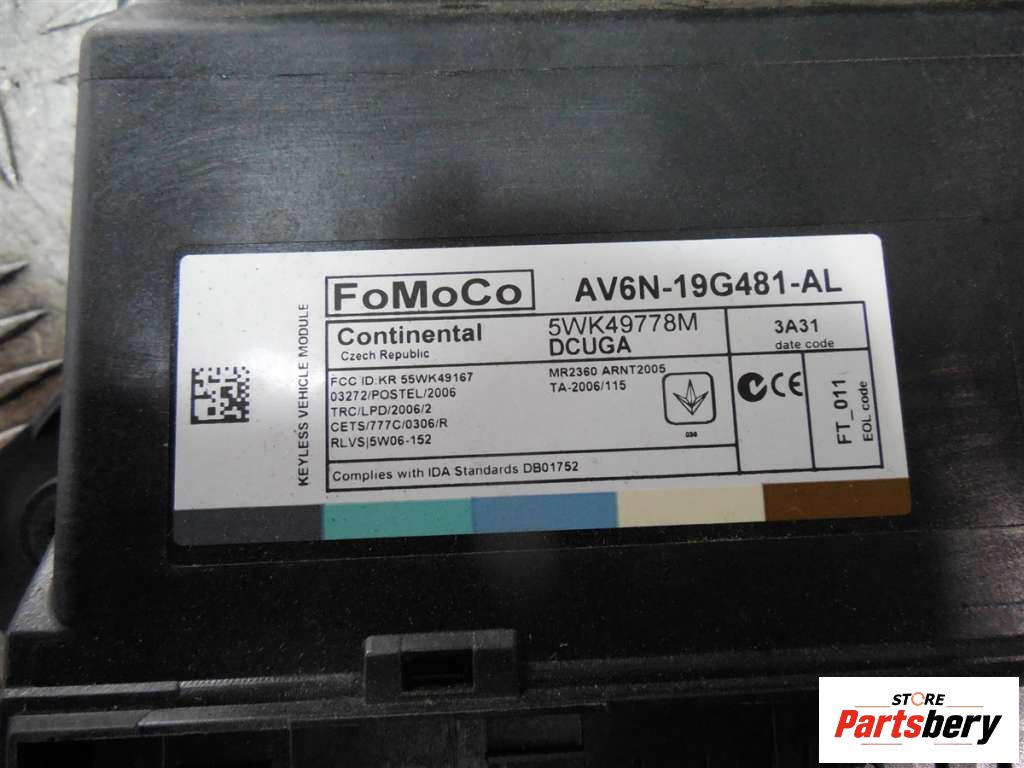 KEYLESS VEHICLE MODULE
FoMoCo
AV6N-19G481-AL
Continental
Czech Republic
5WK49778M
DCUGA
3A31
date code
FCC ID:KR 55WK49167
03272/POSTEL/2006
TRC/LPD/2006/2
CETS/777C/0306/R
RLVS|5W06-152
MR2360 ARNT2005
TA-2006/115
036
CE
FT_011
EOL code
Complies with IDA Standards DB01752
STORE
Partsbery